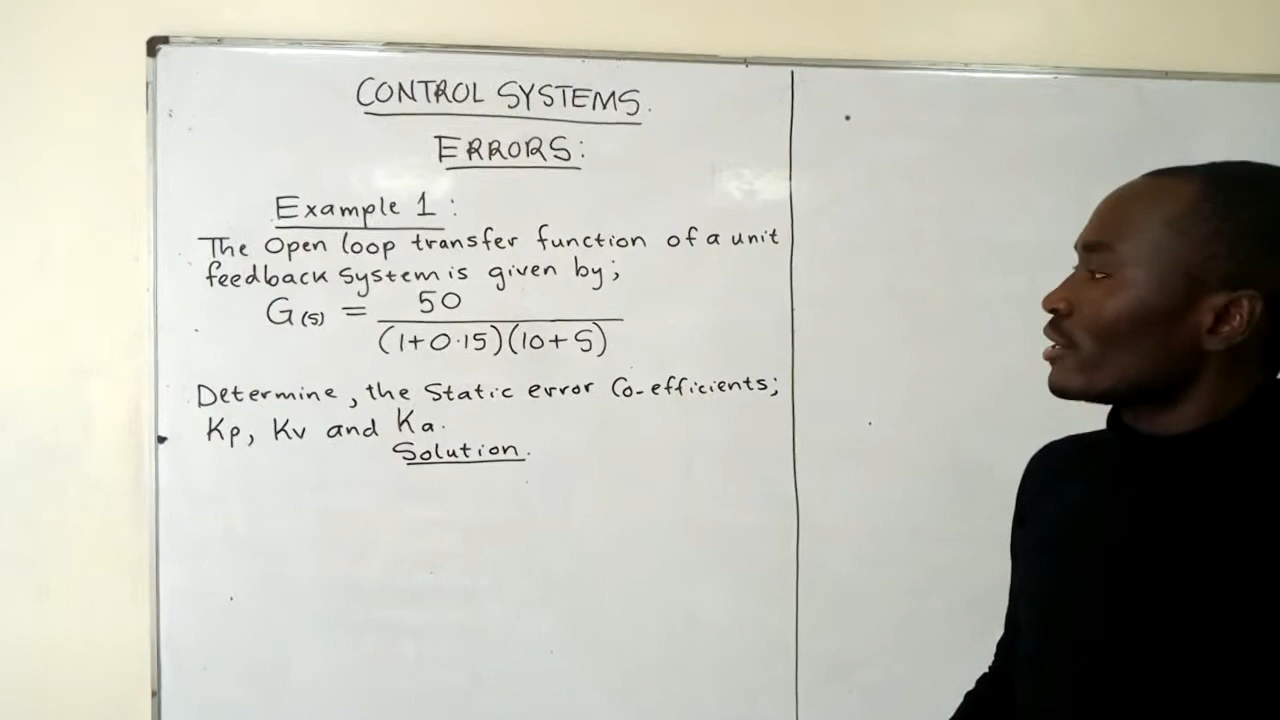 CONTROL SYSTEMS.
ERRORS:
Example 1:
The Open loop transfer function of a unit
feedback system is given by;
G(s) = 50
(1+0.1s)(10+s)
Determine, the Static error Co-efficients;
Kp, Kv and Ka.
Solution.